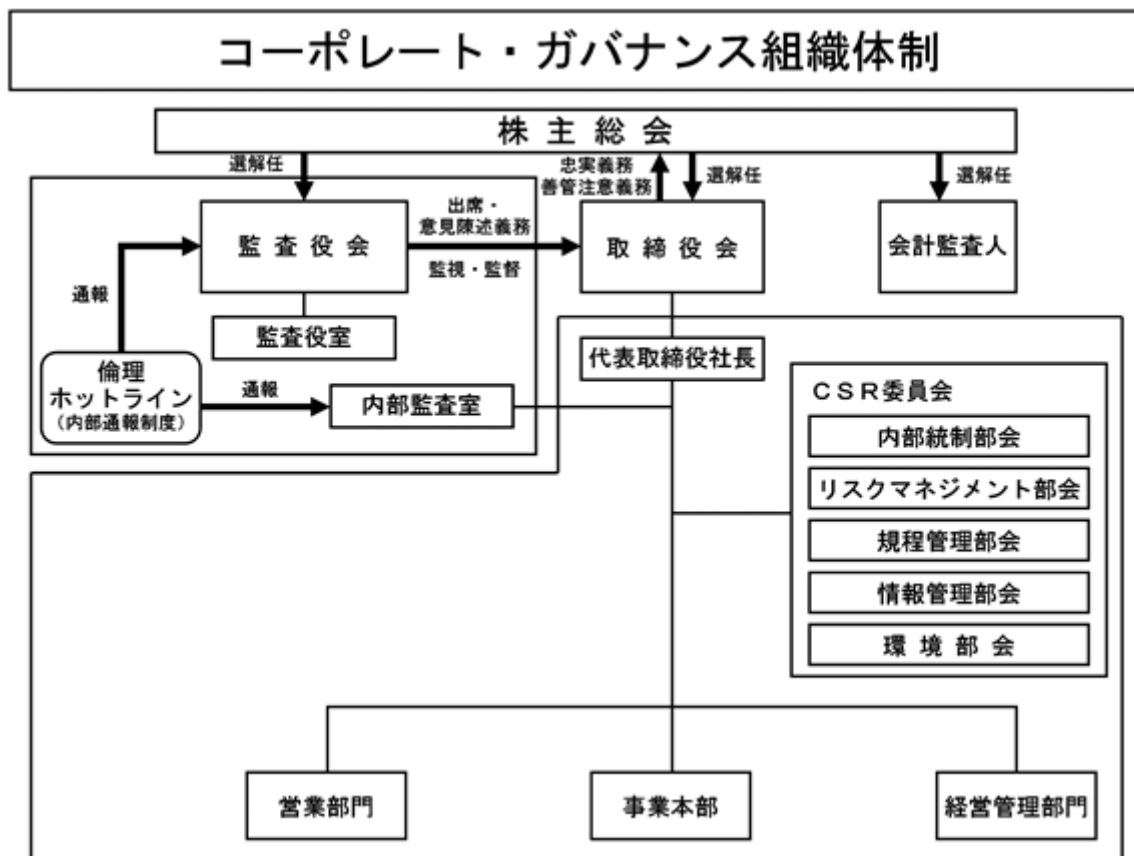 コーポレート・ガバナンス組織体制
株主総会
選解任
忠実義務
善管注意義務
選解任
選解任
監査役会
出席・
意見陳述義務
監視・監督
取締役会
会計監査人
通報
監査役室
代表取締役社長
倫理
ホットライン
(内部通報制度)
通報
内部監査室
CSR委員会
内部統制部会
リスクマネジメント部会
規程管理部会
情報管理部会
環境部会
営業部門
事業本部
経営管理部門